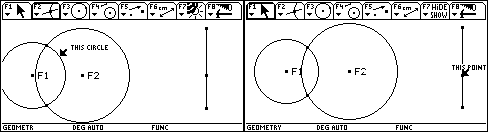 F1 F2 F3 F4 F5 F6 F7 F8
THIS CIRCLE
F1 F2
GEOMETR DEG AUTO FUNC
F1 F2 F3 F4 F5 F6 F7 HIDE SHOW F8
THIS POINT
F1 F2
GEOMETRY DEG AUTO FUNC